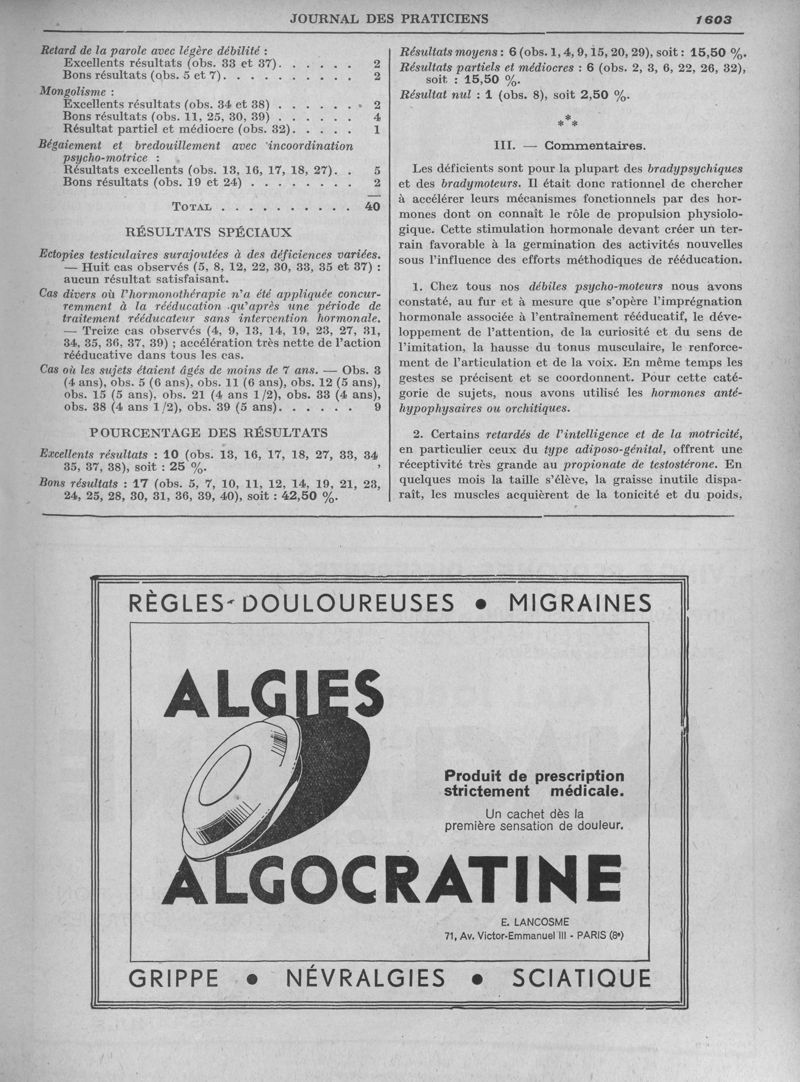 JOURNAL DES PRATICIENS
1603
Retard de la parole avec légère débilité :
Excellents résultats (obs. 33 et 37). . . . . . 2
Bons résultats (obs. 5 et 7). . . . . . . . . . 2
Mongolisme :
Excellents résultats (obs. 34 et 38) . . . . . . 2
Bons résultats (obs. 11, 25, 30, 39) . . . . . 4
Résultat partiel et médiocre (obs. 32). . . . . 1
Bégaiement et bredouillement avec incoordination
psycho-motrice :
Résultats excellents (obs. 13, 16, 17, 18, 27). . 5
Bons résultats (obs. 19 et 24) . . . . . . . . 2
TOTAL . . . . . . . . . . 40
RÉSULTATS SPÉCIAUX
Ectopies testiculaires surajoutées à des déficiences variées.
— Huit cas observés (5, 8, 12, 22, 30, 33, 35 et 37) :
aucun résultat satisfaisant.
Cas divers où l'hormonothérapie n'a été appliquée concur-
remment à la rééducation qu'après une période de
traitement rééducateur sans intervention hormonale.
— Treize cas observés (4, 9, 13, 14, 19, 23, 27, 31,
34, 35, 36, 37, 39) ; accélération très nette de l'action
rééducative dans tous les cas.
Cas où les sujets étaient âgés de moins de 7 ans. — Obs. 3
(4 ans), obs. 5 (6 ans), obs. 11 (6 ans), obs. 12 (5 ans),
obs. 15 (5 ans), obs. 21 (4 ans 1/2), obs. 33 (4 ans),
obs. 38 (4 ans 1/2), obs. 39 (5 ans). . . . . . 9
POURCENTAGE DES RÉSULTATS
Excellents résultats : 10 (obs. 13, 16, 17, 18, 27, 33, 34
35, 37, 38), soit : 25 %.
Bons résultats : 17 (obs. 5, 7, 10, 11, 12, 14, 19, 21, 23,
24, 25, 28, 30, 31, 36, 39, 40), soit : 42,50 %.
Résultats moyens : 6 (obs. 1, 4, 9, 15, 20, 29), soit : 15,50 %.
Résultats partiels et médiocres : 6 (obs. 2, 3, 6, 22, 26, 32),
soit : 15,50 %.
Résultat nul : 1 (obs. 8), soit 2,50 %.
***
III. — Commentaires.
Les déficients sont pour la plupart des bradypsychiques
et des bradymoteurs. Il était donc rationnel de chercher
à accélérer leurs mécanismes fonctionnels par des hor-
mones dont on connaît le rôle de propulsion physiolo-
gique. Cette stimulation hormonale devant créer un ter-
rain favorable à la germination des activités nouvelles
sous l'influence des efforts méthodiques de rééducation.
1. Chez tous nos débiles psycho-moteurs nous avons
constaté, au fur et à mesure que s'opère l'imprégnation
hormonale associée à l'entraînement rééducatif, le déve-
loppement de l'attention, de la curiosité et du sens de
l'imitation, la hausse du tonus musculaire, le renforce-
ment de l'articulation et de la voix. En même temps les
gestes se précisent et se coordonnent. Pour cette caté-
gorie de sujets, nous avons utilisé les hormones anté-
hypophysaires ou orchitiques.
2. Certains retardés de l'intelligence et de la motricité,
en particulier ceux du type adiposo-génital, offrent une
réceptivité très grande au propionate de testostérone. En
quelques mois la taille s'élève, la graisse inutile dispa-
raît, les muscles acquièrent de la tonicité et du poids,
RÈGLES DOULOUREUSES • MIGRAINES
ALGIES
Produit de prescription
strictement médicale.
Un cachet dès la
première sensation de douleur.
ALGOCRATINE
E. LANCOSME
71, Av. Victor-Emmanuel III - PARIS (8e)
GRIPPE • NÉVRALGIES • SCIATIQUE